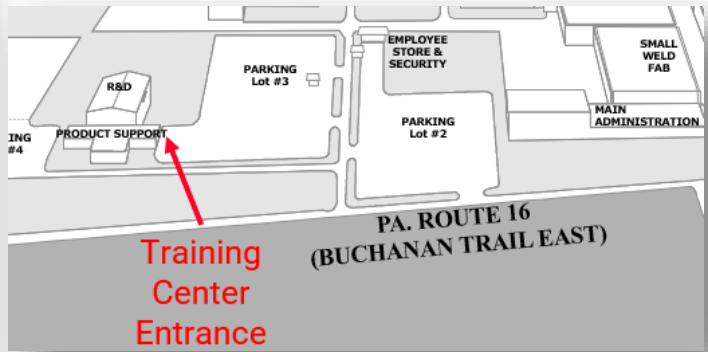 EMPLOYEE
STORE &
SECURITY
SMALL
WELD
FAB
PARKING
Lot #3
R&D
MAIN
ADMINISTRATION
PARKING
Lot #2
ING
#4
PRODUCT SUPPORT
PA. ROUTE 16
(BUCHANAN TRAIL EAST)
Training
Center
Entrance